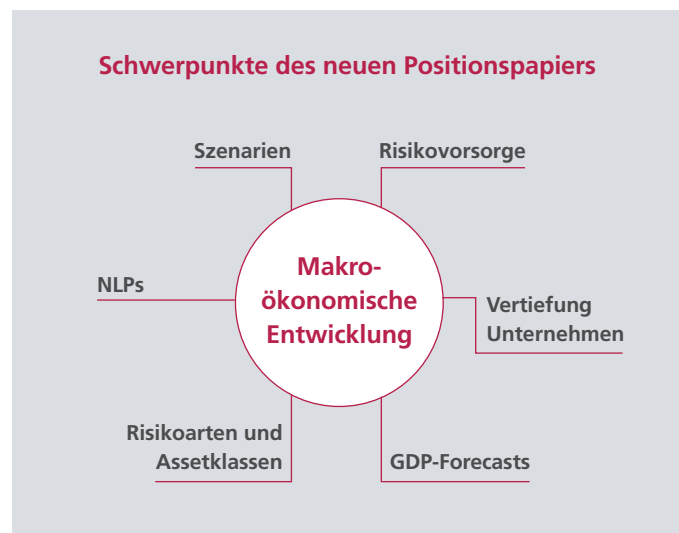 Schwerpunkte des neuen Positionspapiers
Szenarien
Risikovorsorge
Makro-
ökonomische
Entwicklung
NLPs
Vertiefung
Unternehmen
Risikoarten und
Assetklassen
GDP-Forecasts